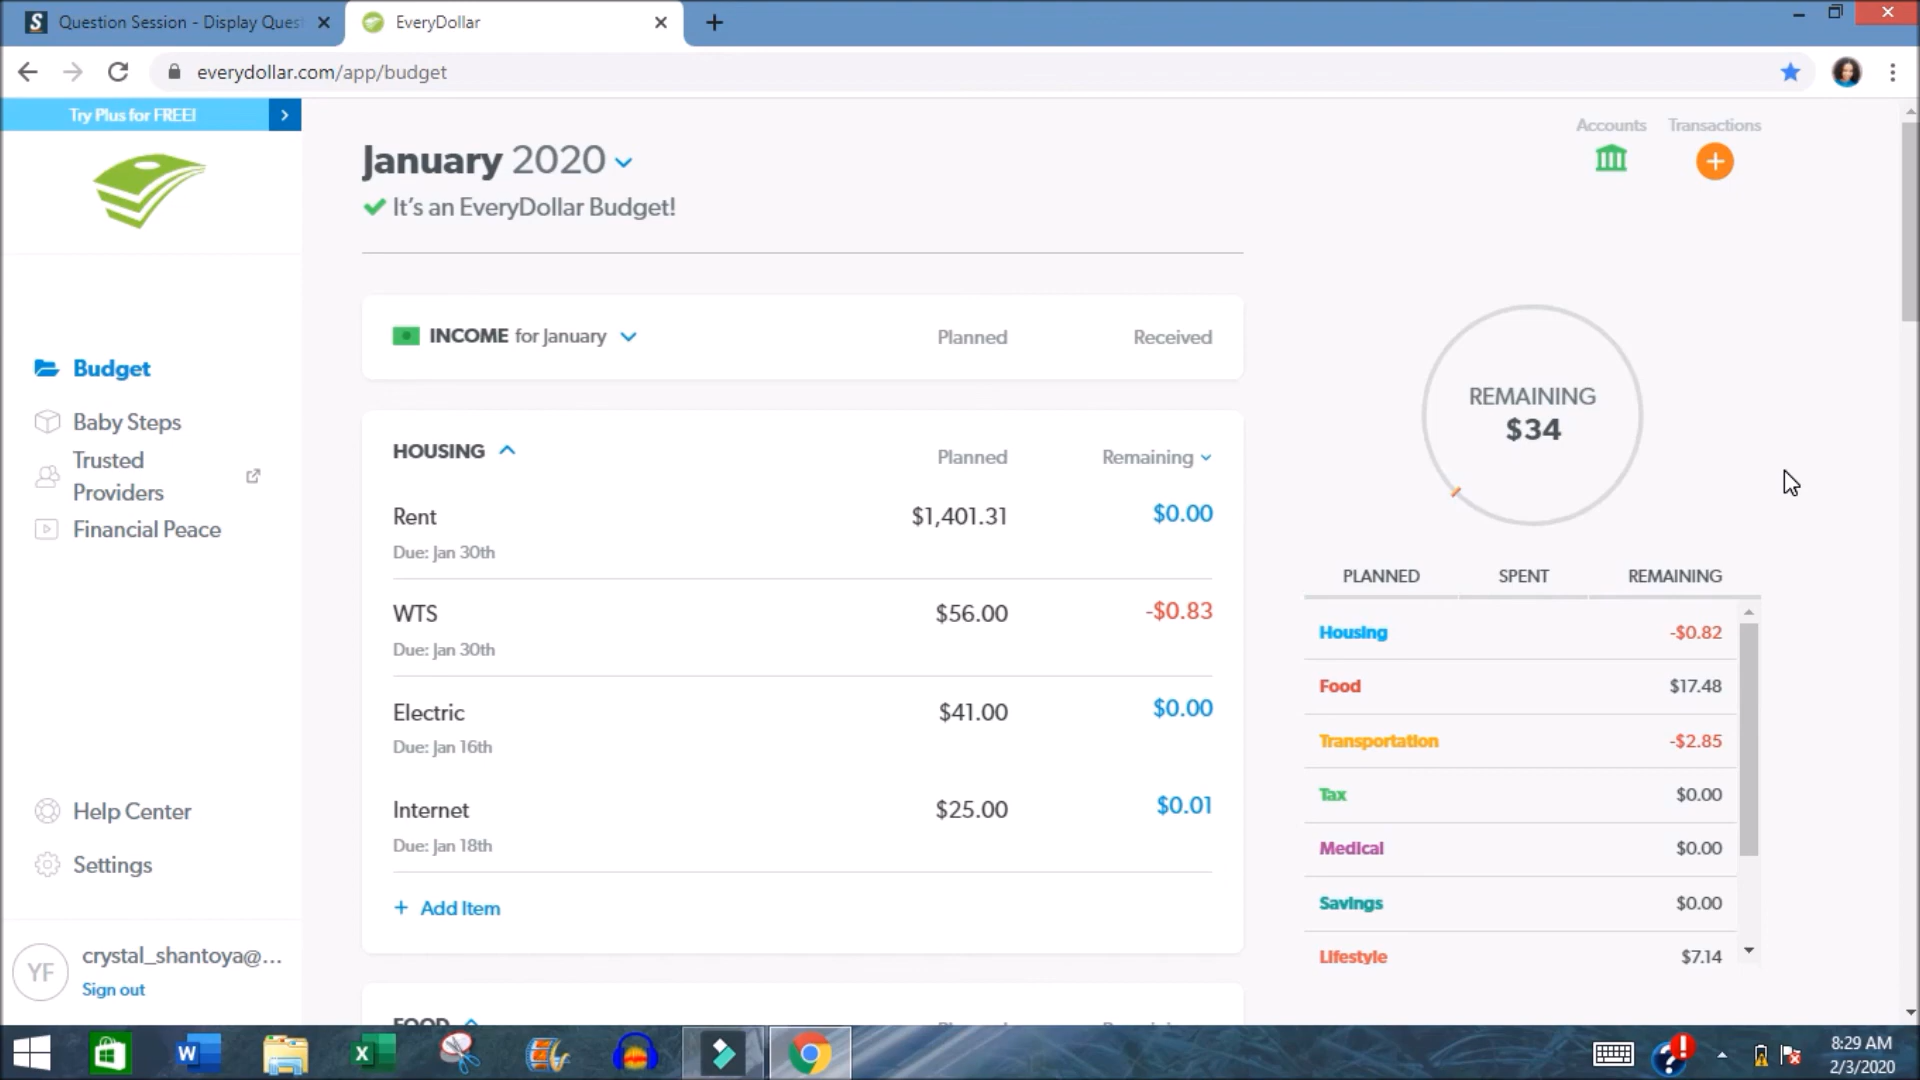 Question Session - Display Ques
EveryDollar
everydollar.com/app/budget
Try Plus for FREE!
Accounts
Transactions
January 2020
It's an EveryDollar Budget!
INCOME for January
Planned
Received
Budget
Baby Steps
Trusted
Providers
Financial Peace
Help Center
Settings
YF
crystal_shantoya@...
Sign out
HOUSING
Planned
Remaining
Rent
$1,401.31
$0.00
Due: Jan 30th
WTS
$56.00
-$0.83
Due: Jan 30th
Electric
$41.00
$0.00
Due: Jan 16th
Internet
$25.00
$0.01
Due: Jan 18th
+ Add Item
FOOD
REMAINING
$34
PLANNED
SPENT
REMAINING
Housing
-$0.82
Food
$17.48
Transportation
-$2.85
Tax
$0.00
Medical
$0.00
Savings
$0.00
Lifestyle
$7.14
8:29 AM
2/3/2020